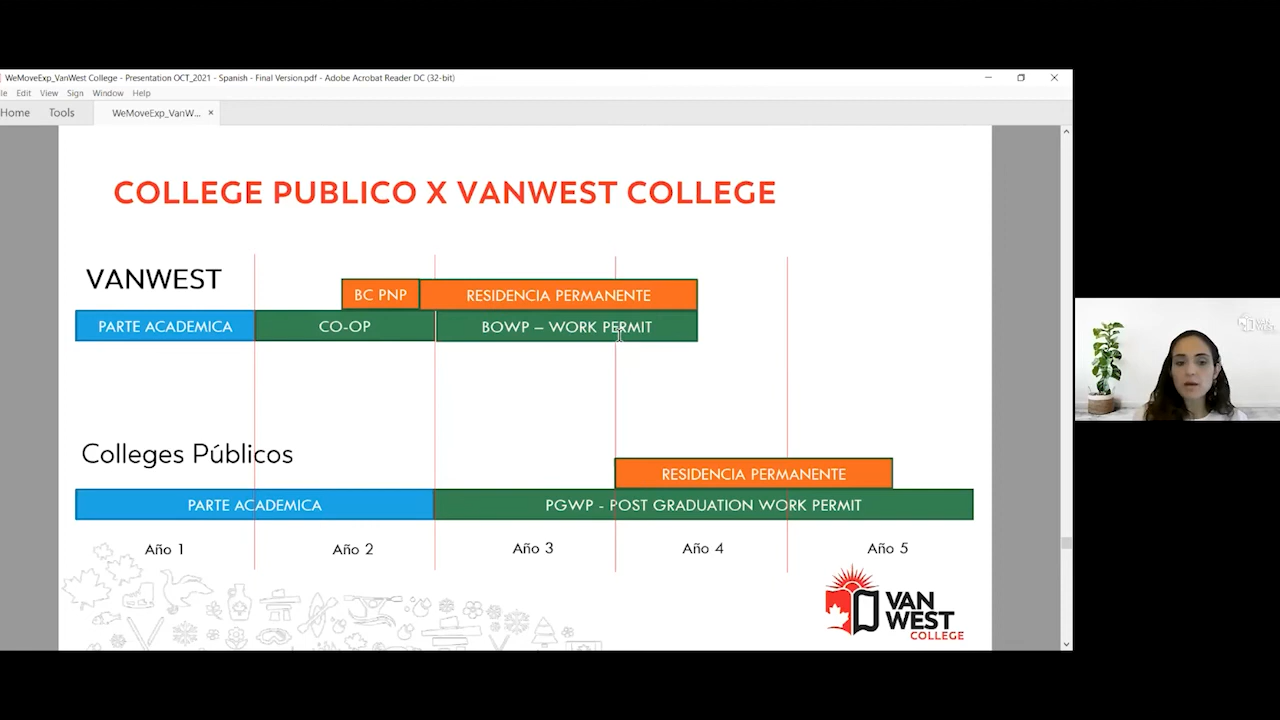 WeMoveExp_VanWest College - Presentation OCT_2021 - Spanish - Final Version.pdf - Adobe Acrobat Reader DC (32-bit)
le Edit View Sign Window Help
Home Tools WeMoveExp_VanW... ×
COLLEGE PUBLICO X VANWEST COLLEGE
VANWEST
BC PNP RESIDENCIA PERMANENTE
PARTE ACADEMICA CO-OP BOWP – WORK PERMIT
Colleges Públicos
RESIDENCIA PERMANENTE
PARTE ACADEMICA PGWP - POST GRADUATION WORK PERMIT
Año 1 Año 2 Año 3 Año 4 Año 5
VAN
WEST
COLLEGE
VAN